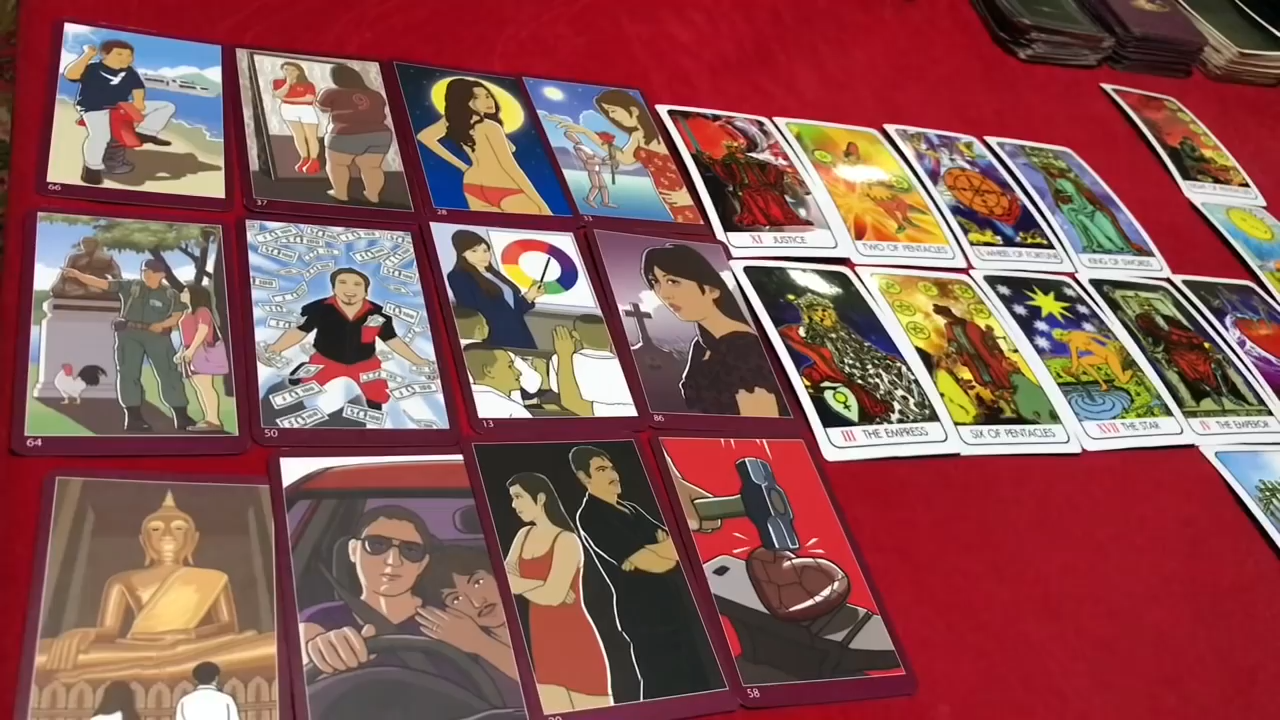 66
37
28
31
XI JUSTICE
TWO OF PENTACLES
WHEEL OF FORTUNE
KING OF SWORDS
64
50
13
86
III THE EMPRESS
SIX OF PENTACLES
XVII THE STAR
IV THE EMPEROR
58